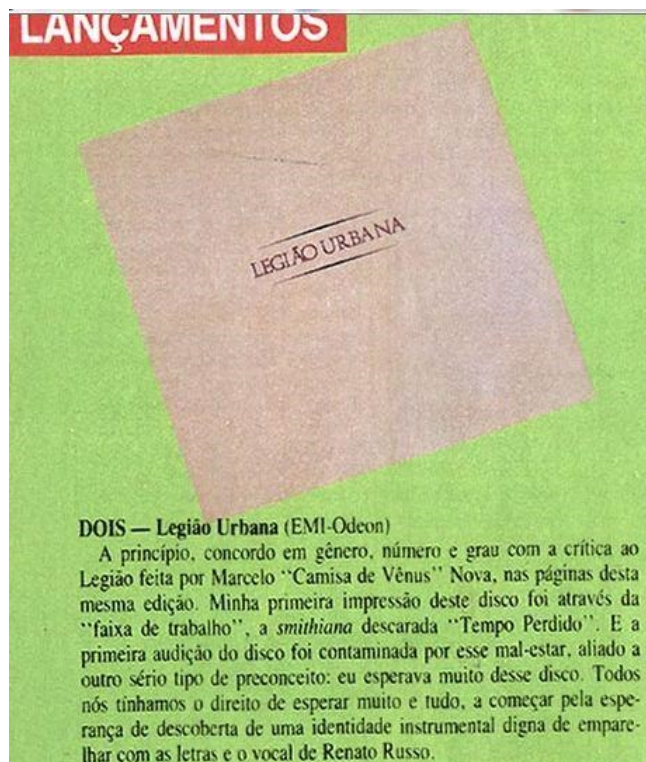 LANÇAMENTOS
LEGIÃO URBANA
DOIS — Legião Urbana (EMI-Odeon)
A princípio, concordo em gênero, número e grau com a crítica ao
Legião feita por Marcelo "Camisa de Vênus" Nova, nas páginas desta
mesma edição. Minha primeira impressão deste disco foi através da
"faixa de trabalho", a smithiana descarada "Tempo Perdido". E a
primeira audição do disco foi contaminada por esse mal-estar, aliado a
outro sério tipo de preconceito: eu esperava muito desse disco. Todos
nós tínhamos o direito de esperar muito e tudo, a começar pela espe-
rança de descoberta de uma identidade instrumental digna de empare-
lhar com as letras e o vocal de Renato Russo.